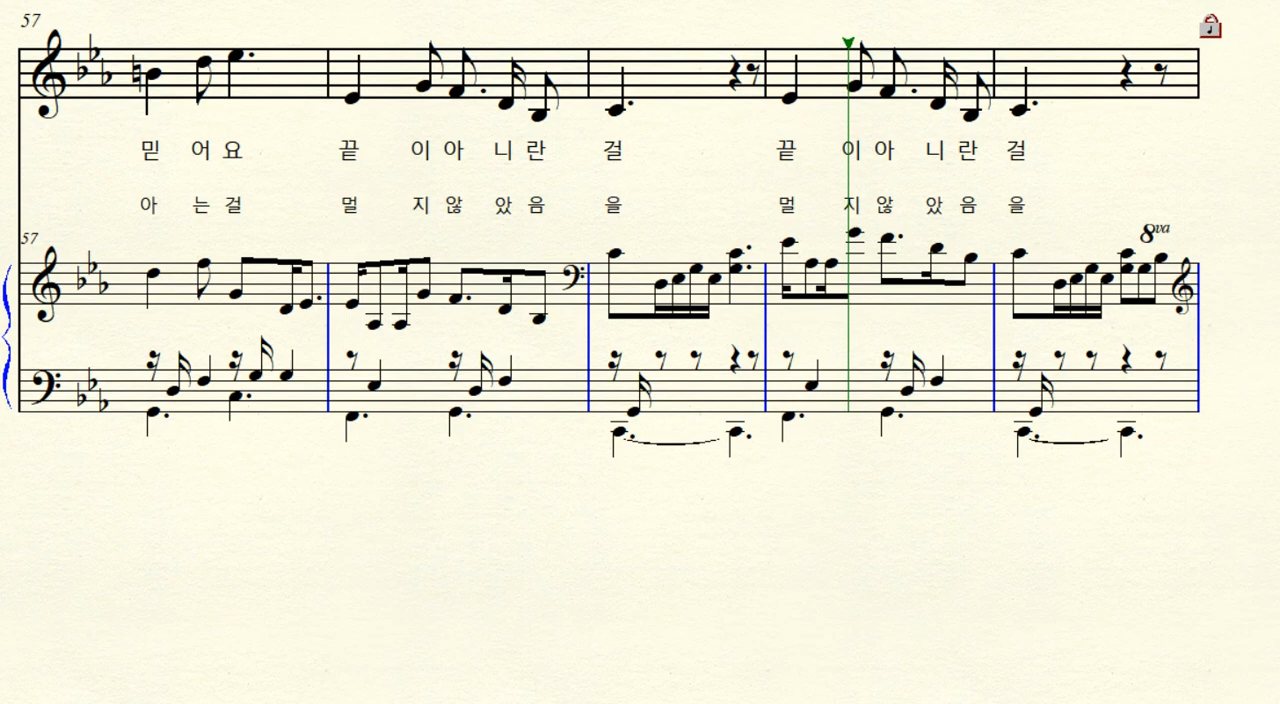 57
믿 어 요 끝 이 아 니 란 걸 끝 이 아 니 란 걸
아 는 걸 멀 지 않 았 음 을 멀 지 않 았 음 을
57
8va